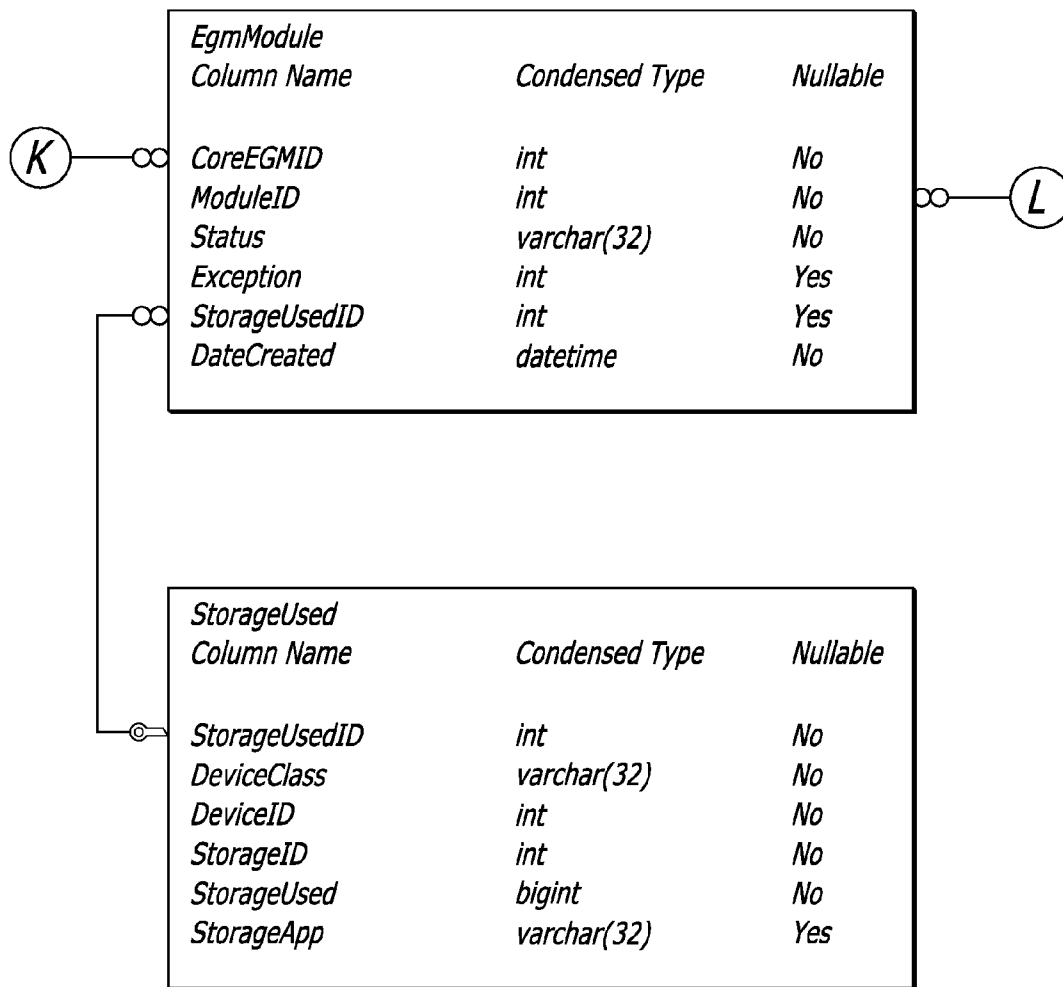 EgmModule
Column Name Condensed Type Nullable
K
CoreEGMID int No
ModuleID int No
L
Status varchar(32) No
Exception int Yes
StorageUsedID int Yes
DateCreated datetime No
StorageUsed
Column Name Condensed Type Nullable
StorageUsedID int No
DeviceClass varchar(32) No
DeviceID int No
StorageID int No
StorageUsed bigint No
StorageApp varchar(32) Yes